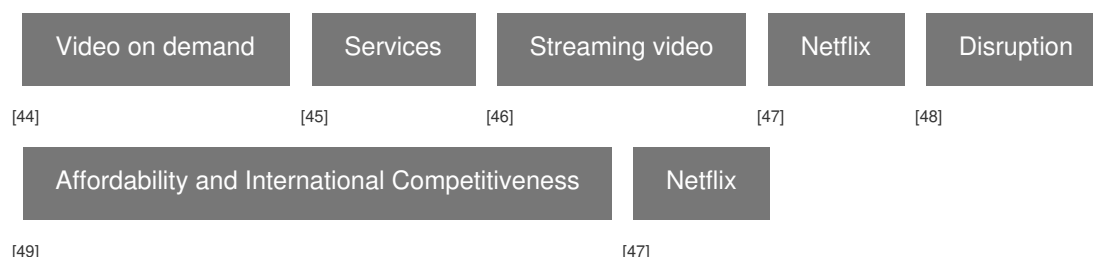 Video on demand Services Streaming video Netflix Disruption
[44] [45] [46] [47] [48]
Affordability and International Competitiveness Netflix
[49] [47]